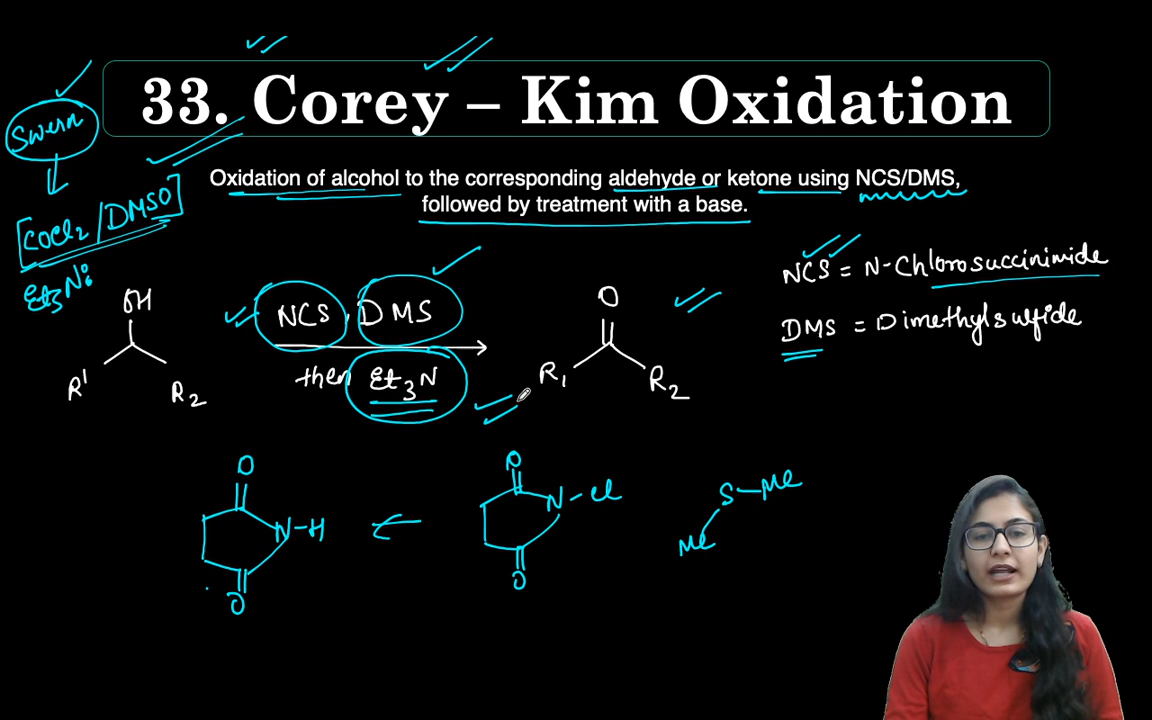 33. Corey – Kim Oxidation
Swern
[COCl2/DMSO]
Et3N:
Oxidation of alcohol to the corresponding aldehyde or ketone using NCS/DMS,
followed by treatment with a base.
NCS = N-Chlorosuccinimide
DMS = Dimethylsulfide
OH
R'
R2
NCS, DMS
then Et3N
O
R1
R2
O
N-H
O
O
N-Cl
O
S-Me
Me